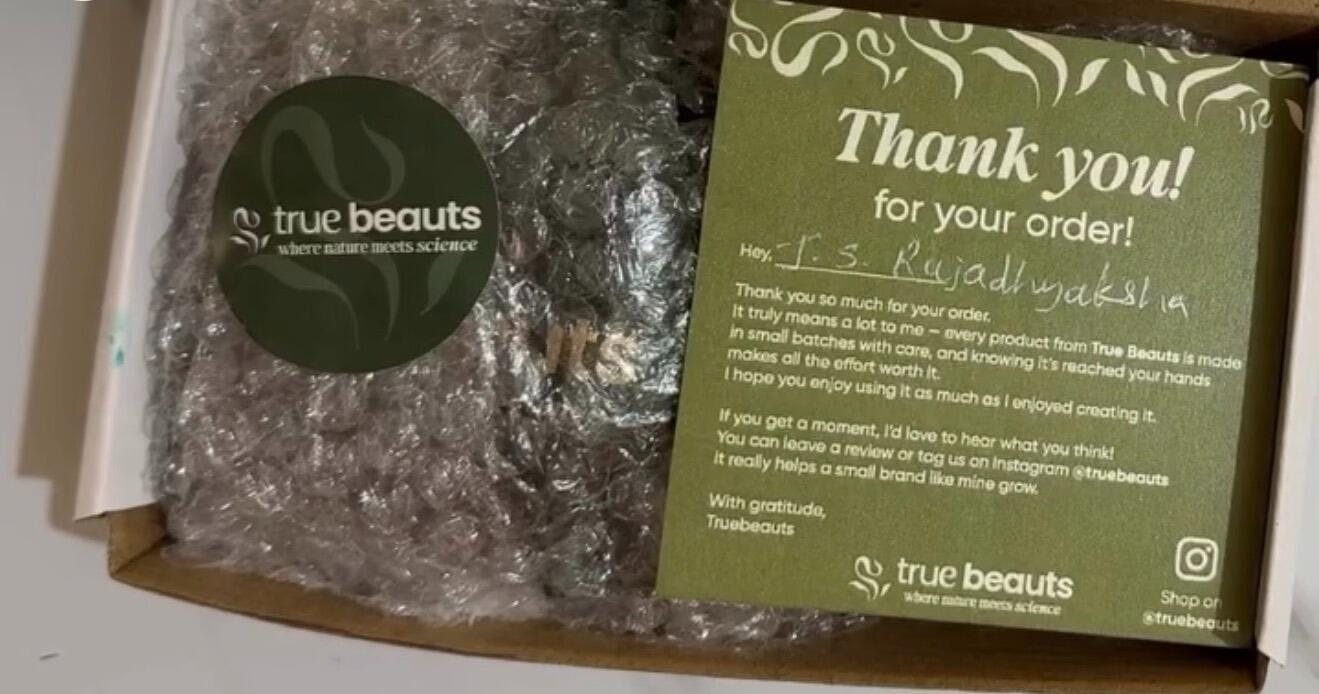 true beauts
where nature meets science
Thank you!
for your order!
Hey, T. S. Rajadhyaksha
Thank you so much for your order.
It truly means a lot to me – every product from True Beauts is made
in small batches with care, and knowing it's reached your hands
makes all the effort worth it.
I hope you enjoy using it as much as I enjoyed creating it.
If you get a moment, I'd love to hear what you think!
You can leave a review or tag us on Instagram @truebeauts
It really helps a small brand like mine grow.
With gratitude,
Truebeauts
true beauts
where nature meets science
Shop on
@truebeauts